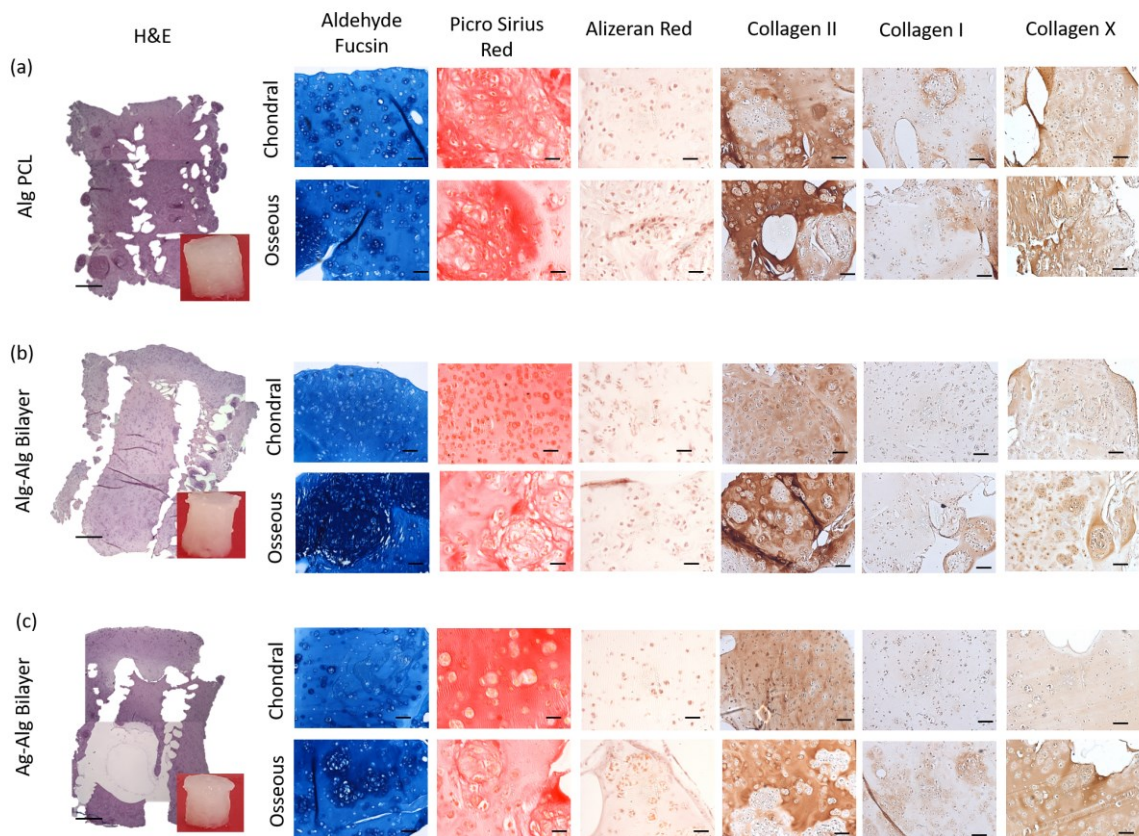 H&E
Aldehyde
Fucsin
Picro Sirius
Red
Alizeran Red
Collagen II
Collagen I
Collagen X
(a)
Alg PCL
Chondral
Osseous
(b)
Alg-Alg Bilayer
Chondral
Osseous
(c)
Ag-Alg Bilayer
Chondral
Osseous